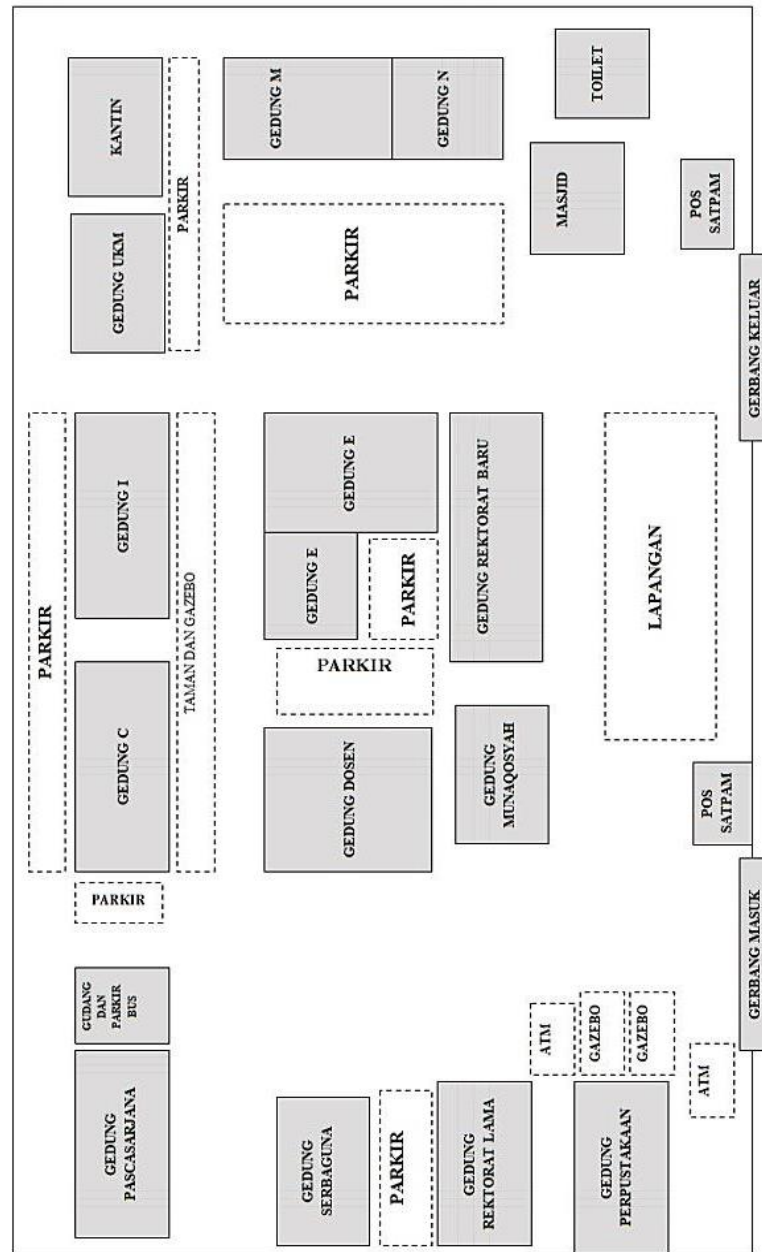 KANTIN
PARKIR
GEDUNG UKM
GEDUNG M
GEDUNG N
PARKIR
TOILET
MASJID
POS
SATPAM
GERBANG KELUAR
PARKIR
GEDUNG I
TAMAN DAN GAZEBO
GEDUNG C
PARKIR
GEDUNG E
GEDUNG E
PARKIR
PARKIR
GEDUNG REKTORAT BARU
GEDUNG DOSEN
GEDUNG
MUNAQOSYAH
LAPANGAN
POS
SATPAM
GERBANG MASUK
GUDANG
DAN
PARKIR
BUS
GEDUNG
PASCASARJANA
GEDUNG
SERBAGUNA
PARKIR
GEDUNG
REKTORAT LAMA
ATM
GAZEBO
GAZEBO
ATM
GEDUNG
PERPUSTAKAAN